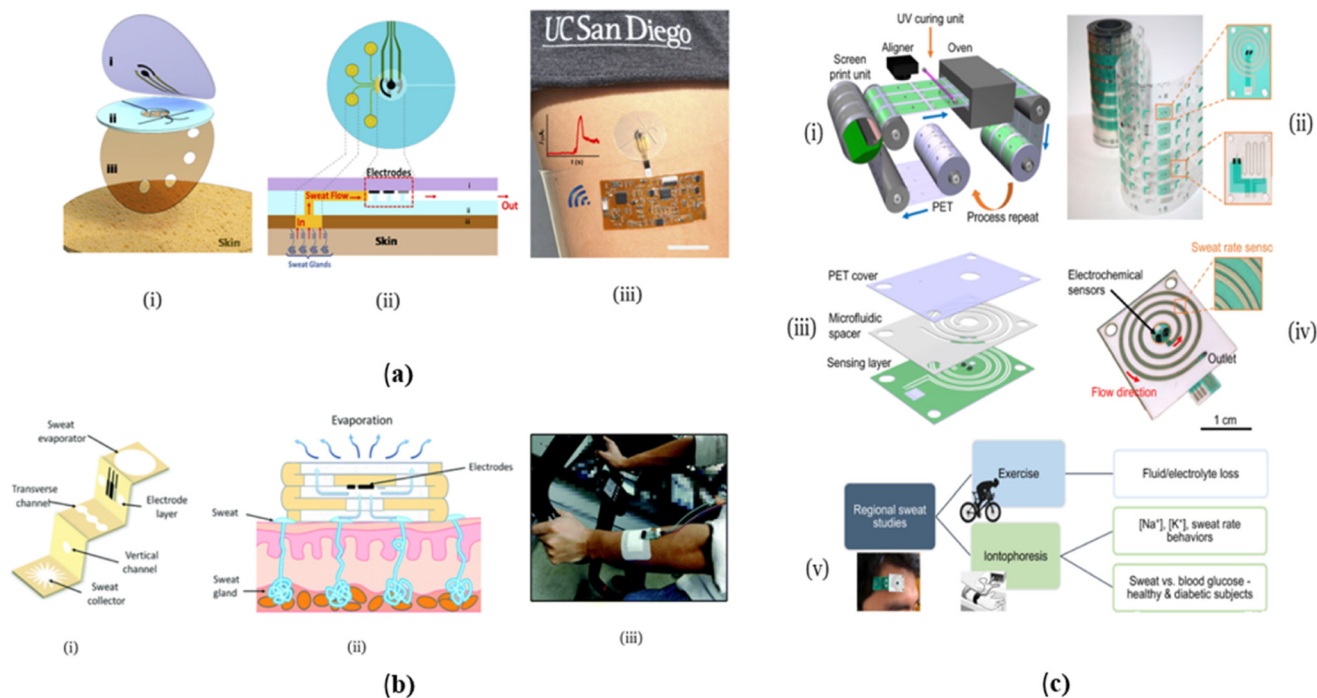 i
ii
iii
Skin
(i)
Electrodes
i
Sweat Flow
Out
ii
In
iii
Skin
Sweat Glands
(ii)
UC San Diego
t (s)
(iii)
(a)
Sweat
evaporator
Transverse
channel
Electrode
layer
Vertical
channel
Sweat
collector
(i)
Evaporation
Electrodes
Sweat
Sweat
gland
(ii)
(iii)
(b)
UV curing unit
Aligner
Oven
Screen
print unit
(i)
PET
Process repeat
(ii)
PET cover
Microfluidic
spacer
(iii)
Sensing layer
Sweat rate senso
Electrochemical
sensors
(iv)
Outlet
Flow direction
1 cm
Regional sweat
studies
Exercise
Fluid/electrolyte loss
(v)
Iontophoresis
[Na⁺], [K⁺], sweat rate
behaviors
Sweat vs. blood glucose -
healthy & diabetic subjects
(c)